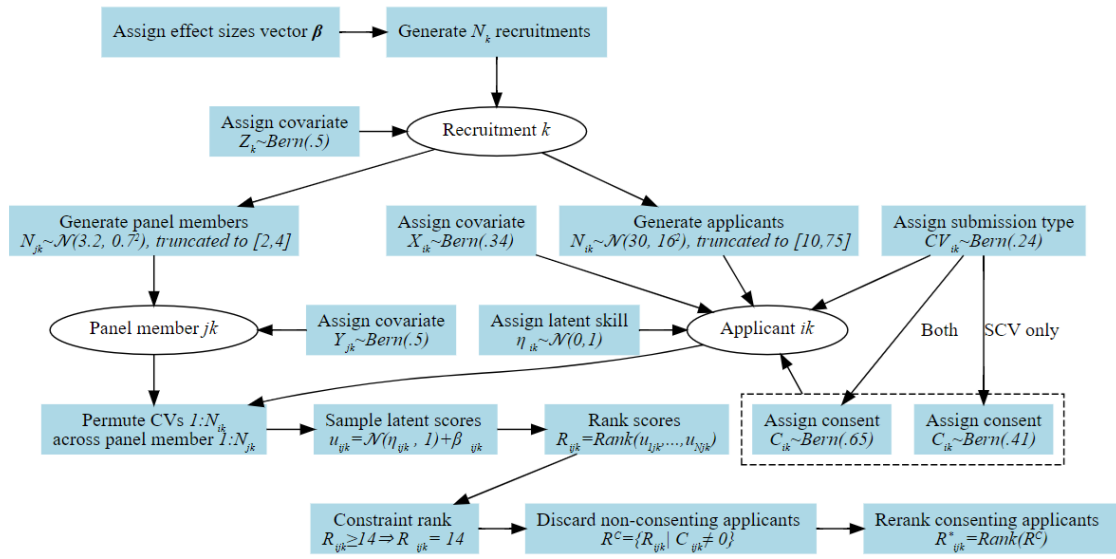 Assign effect sizes vector β
Generate N_k recruitments
Assign covariate
Z_k~Bern(.5)
Recruitment k
Generate panel members
N_jk~𝒩(3.2, 0.7²), truncated to [2,4]
Assign covariate
X_ik~Bern(.34)
Generate applicants
N_ik~𝒩(30, 16²), truncated to [10,75]
Assign submission type
CV_ik~Bern(.24)
Panel member jk
Assign covariate
Y_jk~Bern(.5)
Assign latent skill
η_ik~𝒩(0,1)
Applicant ik
Both
SCV only
Permute CVs 1:N_ik
across panel member 1:N_jk
Sample latent scores
u_ijk=𝒩(η_ijk, 1)+β_ijk
Rank scores
R_ijk=Rank(u_1jk,...,u_Njk)
Assign consent
C_ik~Bern(.65)
Assign consent
C_ik~Bern(.41)
Constraint rank
R_ijk≥14⇒R_ijk= 14
Discard non-consenting applicants
R^C={R_ijk| C_ijk≠ 0}
Rerank consenting applicants
R*_ijk=Rank(R^C)